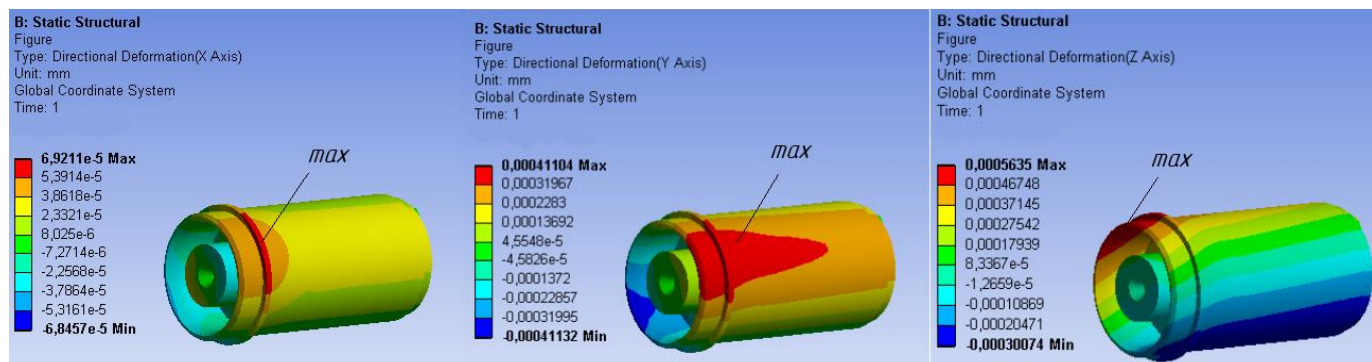 B: Static Structural
Figure
Type: Directional Deformation(X Axis)
Unit: mm
Global Coordinate System
Time: 1
6,9211e-5 Max
5,3914e-5
3,8618e-5
2,3321e-5
8,025e-6
-7,2714e-6
-2,2568e-5
-3,7864e-5
-5,3161e-5
-6,8457e-5 Min
max
B: Static Structural
Figure
Type: Directional Deformation(Y Axis)
Unit: mm
Global Coordinate System
Time: 1
0,00041104 Max
0,00031967
0,0002283
0,00013692
4,5548e-5
-4,5826e-5
-0,0001372
-0,00022857
-0,00031995
-0,00041132 Min
max
B: Static Structural
Figure
Type: Directional Deformation(Z Axis)
Unit: mm
Global Coordinate System
Time: 1
0,0005635 Max
0,00046748
0,00037145
0,00027542
0,00017939
8,3367e-5
-1,2659e-5
-0,00010869
-0,00020471
-0,00030074 Min
max